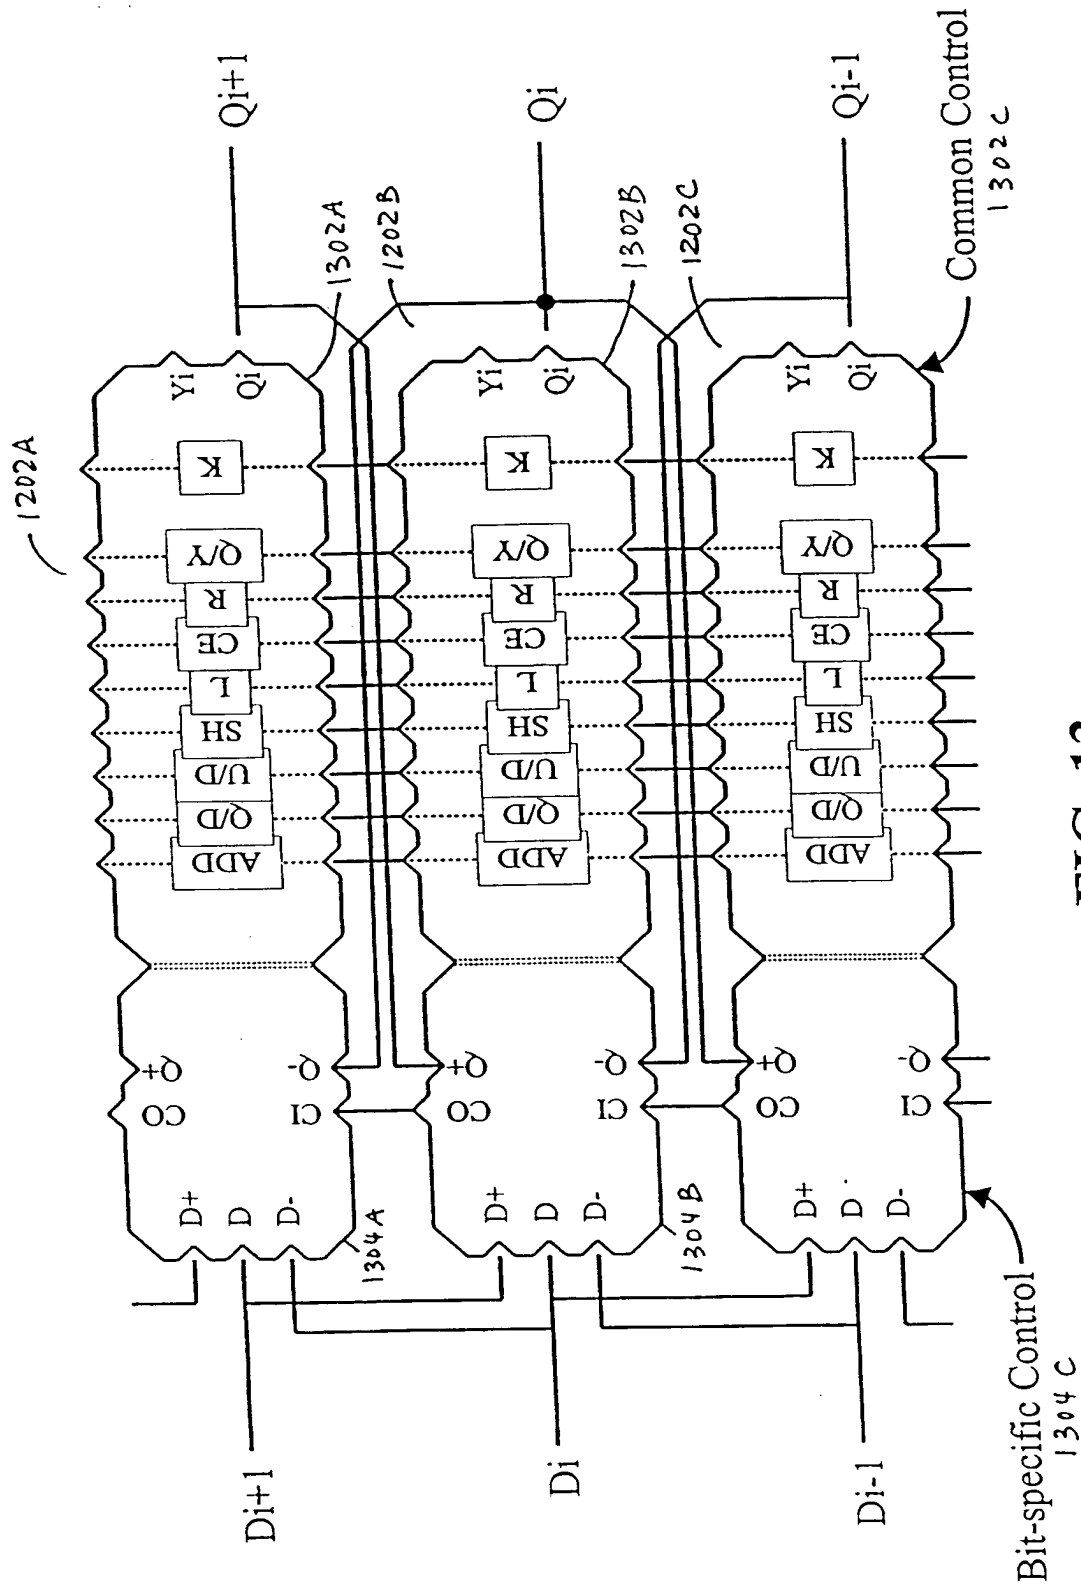 1202A
Qi+1
Yi
Qi
K
Q/Y
R
CE
L
SH
U/D
Q/D
ADD
Q+
CO
Q-
CI
D+
D
D-
1302A
1304A
Di+1
1202B
Qi
Yi
Qi
K
Q/Y
R
CE
L
SH
U/D
Q/D
ADD
Q+
CO
Q-
CI
D+
D
D-
1302B
1304B
Di
1202C
Qi-1
Yi
Qi
K
Q/Y
R
CE
L
SH
U/D
Q/D
ADD
Q+
CO
Q-
CI
D+
D
D-
Di-1
Common Control
1302C
Bit-specific Control
1304C